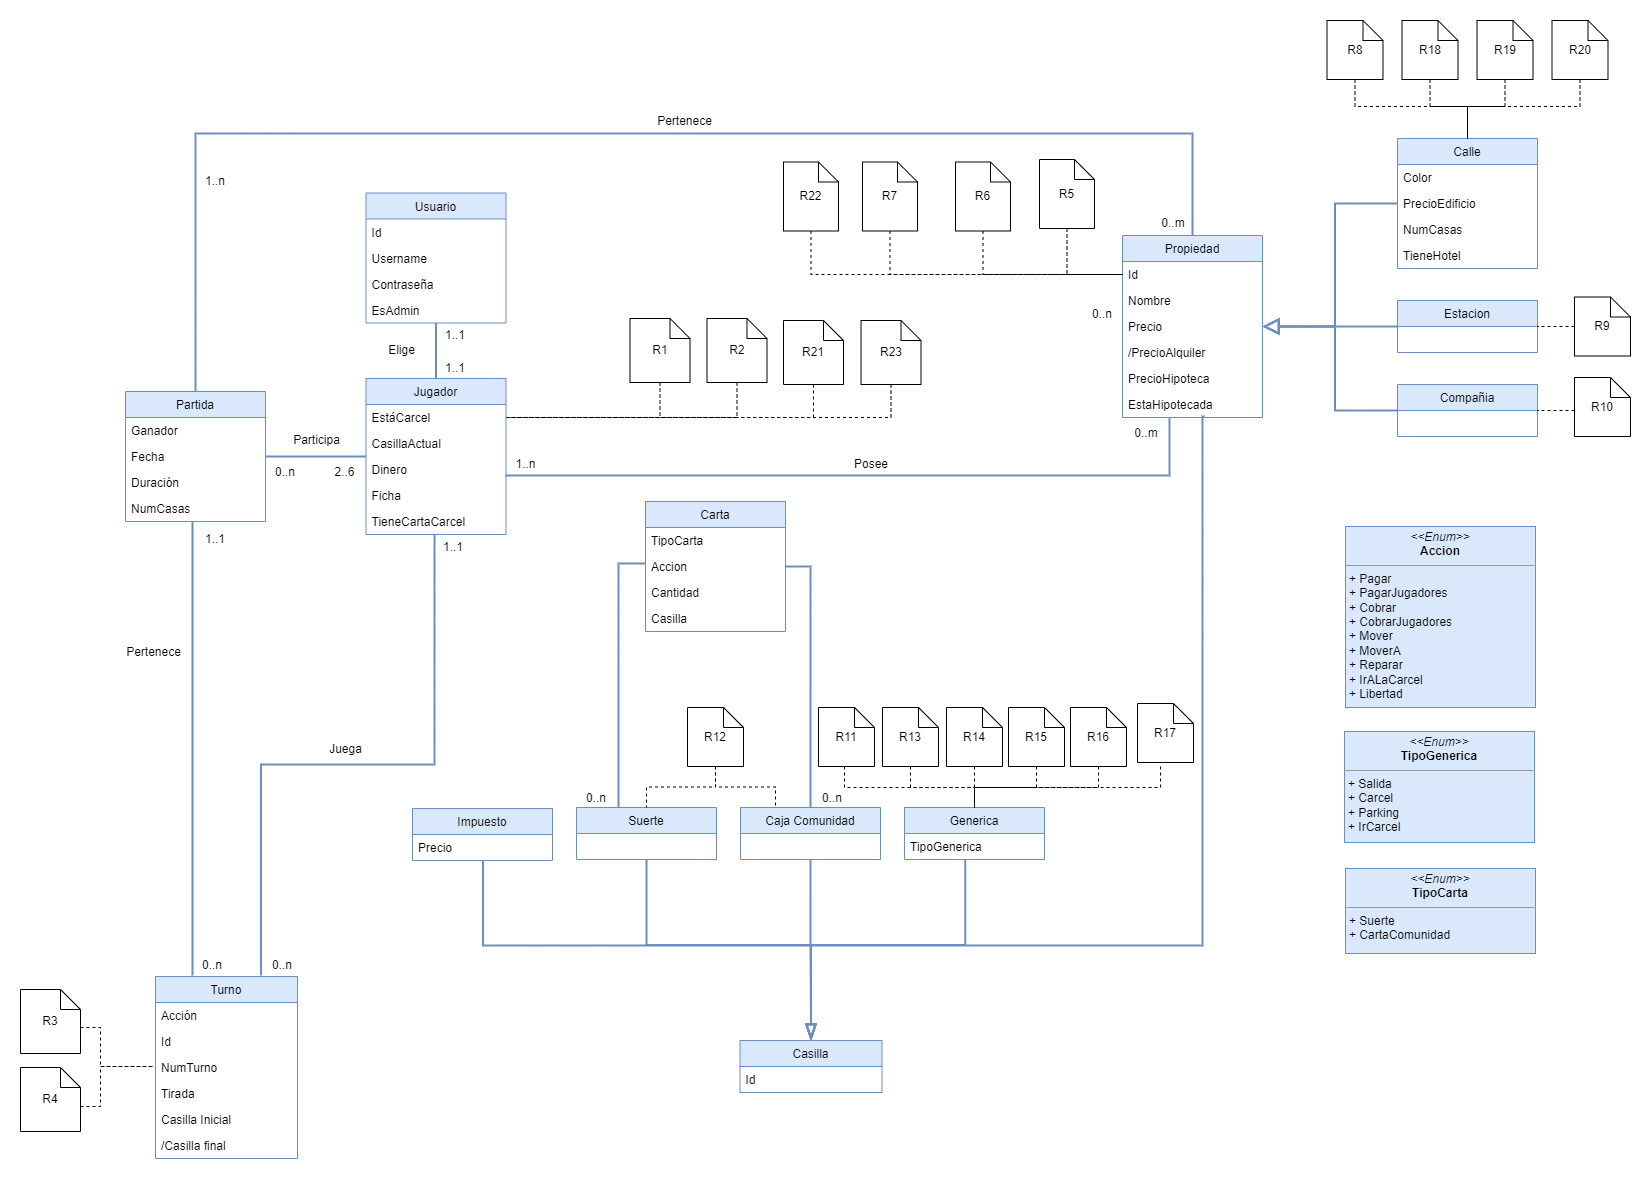 R8
R18
R19
R20
Pertenece
1..n
0..m
Calle
Color
PrecioEdificio
NumCasas
TieneHotel
R22
R7
R6
R5
Usuario
Id
Username
Contraseña
EsAdmin
1..1
Elige
1..1
Propiedad
Id
Nombre
Precio
/PrecioAlquiler
PrecioHipoteca
EstaHipotecada
0..n
0..m
Estacion
R9
Compañia
R10
R1
R2
R21
R23
Partida
Ganador
Fecha
Duración
NumCasas
Participa
0..n
2..6
Jugador
EstáCarcel
CasillaActual
Dinero
Ficha
TieneCartaCarcel
1..n
Posee
1..1
1..1
Carta
TipoCarta
Accion
Cantidad
Casilla
<<Enum>>
Accion
+ Pagar
+ PagarJugadores
+ Cobrar
+ CobrarJugadores
+ Mover
+ MoverA
+ Reparar
+ IrALaCarcel
+ Libertad
Pertenece
Juega
R12
R11
R13
R14
R15
R16
R17
<<Enum>>
TipoGenerica
+ Salida
+ Carcel
+ Parking
+ IrCarcel
0..n
0..n
Impuesto
Precio
Suerte
Caja Comunidad
Generica
TipoGenerica
<<Enum>>
TipoCarta
+ Suerte
+ CartaComunidad
0..n
0..n
R3
R4
Turno
Acción
Id
NumTurno
Tirada
Casilla Inicial
/Casilla final
Casilla
Id